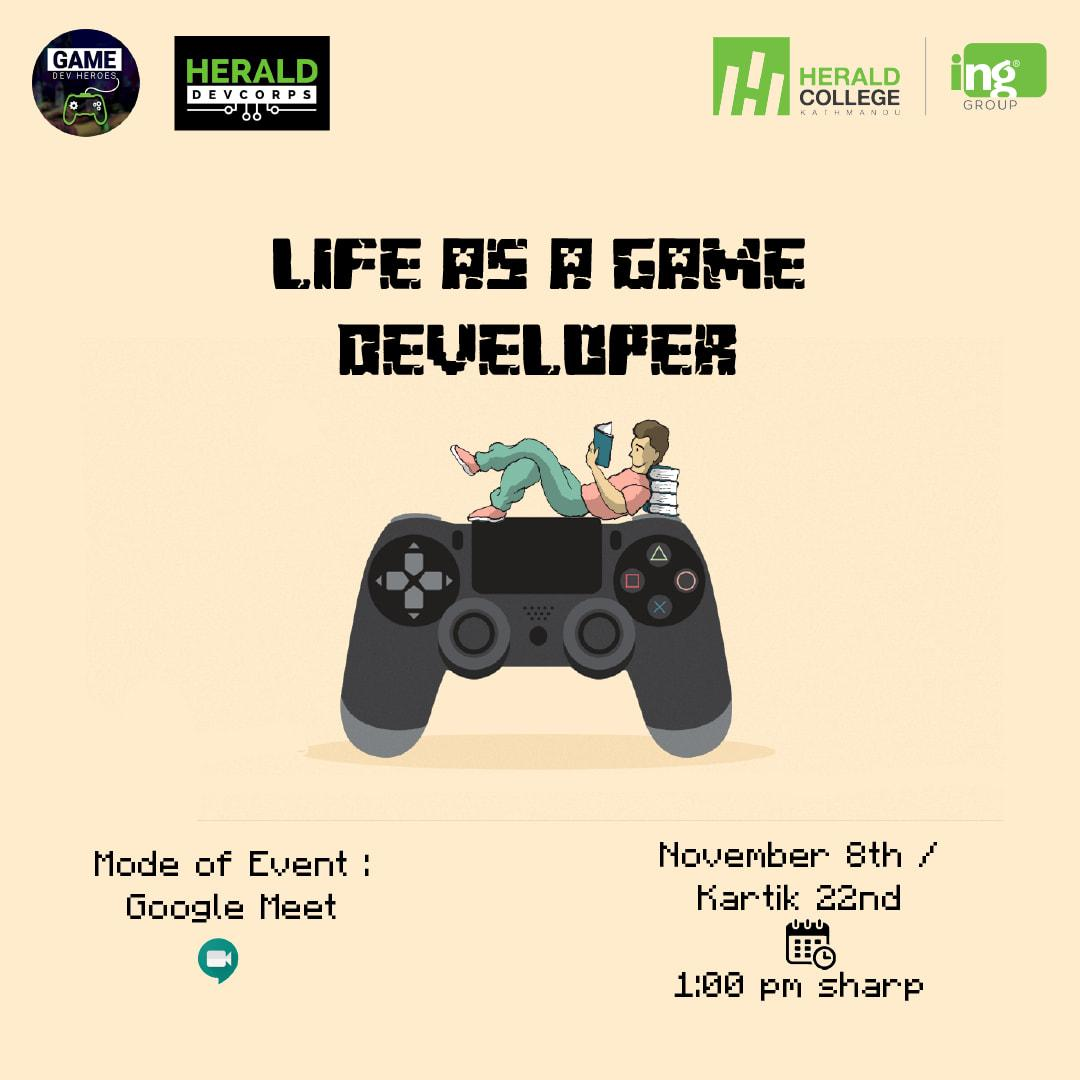 GAME
DEV HEROES
HERALD
DEVCORPS
HERALD
COLLEGE
KATHMANDU
ing®
GROUP
LIFE AS A GAME
DEVELOPER
Mode of Event :
Google Meet
November 8th /
Kartik 22nd
1:00 pm sharp